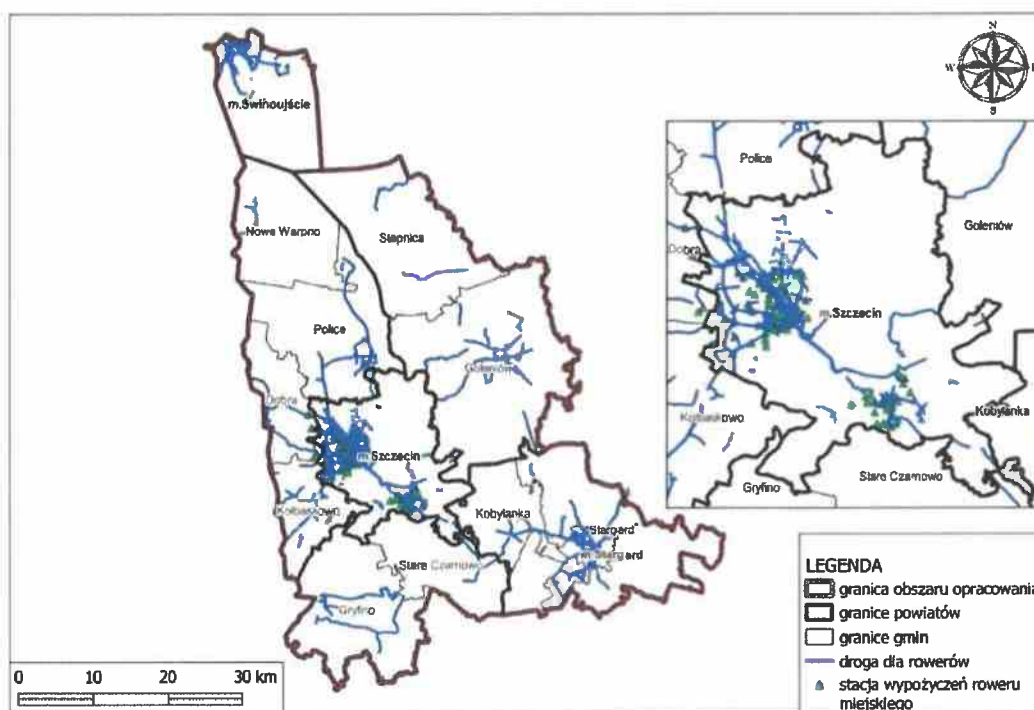 N
W
S
m.Świnoujście
Nowe Warpno
Stepnica
Police
Goleniów
Dobra
m.Szczecin
Kołbaskowo
Kobylanka
Stargard
m. Stargard
Stare Czarnowo
Gryfino
Police
Goleniów
Dobra
m.Szczecin
Kołbaskowo
Kobylanka
Stare Czarnowo
Gryfino
LEGENDA
granica obszaru opracowania
granice powiatów
granice gmin
droga dla rowerów
stacja wypożyczeń roweru
miejskiego
0 10 20 30 km